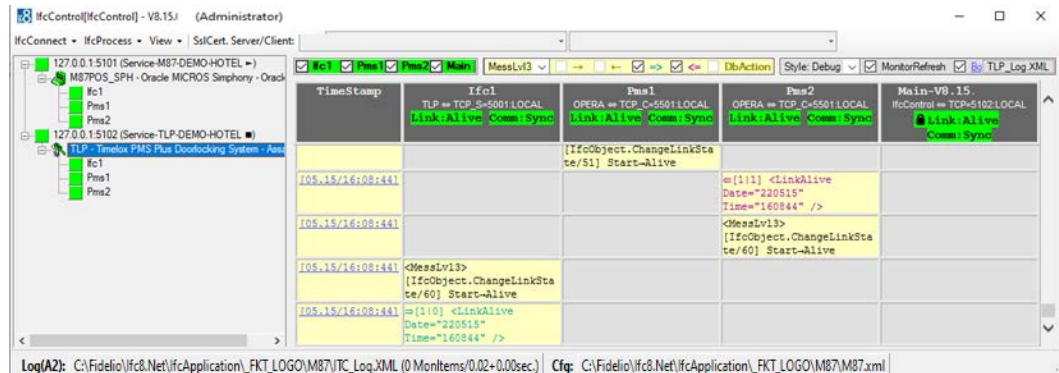 IfcControl[IfcControl] - V8.15.   (Administrator)
IfcConnect IfcProcess View SslCert. Server/Client:
127.0.0.1:5101 (Service-M87-DEMO-HOTEL
M87POS_SPH - Oracle MICROS Simphony - Oracl
Ifc1
Pms1
Pms2
127.0.0.1:5102 (Service-TLP-DEMO-HOTEL ■)
TLP - Timelox PMS Plus Doorlocking System - Assa
Ifc1
Pms1
Pms2
Ifc1 Pms1 Pms2 Main MessLvl3 → ← => <= DbAction Style: Debug MonitorRefresh TLP_Log.XML
TimeStamp Ifc1 Pms1 Pms2 Main-V8.15.
TLP ⇔ TCP_S=5001:LOCAL OPERA ⇔ TCP_C=5501:LOCAL OPERA ⇔ TCP_C=5501:LOCAL IfcControl ⇔ TCP=5102:LOCAL
Link:Alive Comm:Sync Link:Alive Comm:Sync Link:Alive Comm:Sync Link:Alive
Comm:Sync
[IfcObject.ChangeLinkSta
te/51] Start→Alive
[05.15/16:08:44] ⇐[1|1] <LinkAlive
Date="220515"
Time="160844" />
[05.15/16:08:44] <MessLvl3>
[IfcObject.ChangeLinkSta
te/60] Start→Alive
[05.15/16:08:44] <MessLvl3>
[IfcObject.ChangeLinkSta
te/60] Start→Alive
[05.15/16:08:44] ⇒[1|0] <LinkAlive
Date="220515"
Time="160844" />
Log(A2): C:\Fidelio\Ifc8.Net\IfcApplication\_FKT_LOGO\M87\ITC_Log.XML (0 MonItems/0.02+0.00sec.) Cfg: C:\Fidelio\Ifc8.Net\IfcApplication\_FKT_LOGO\M87\M87.xml